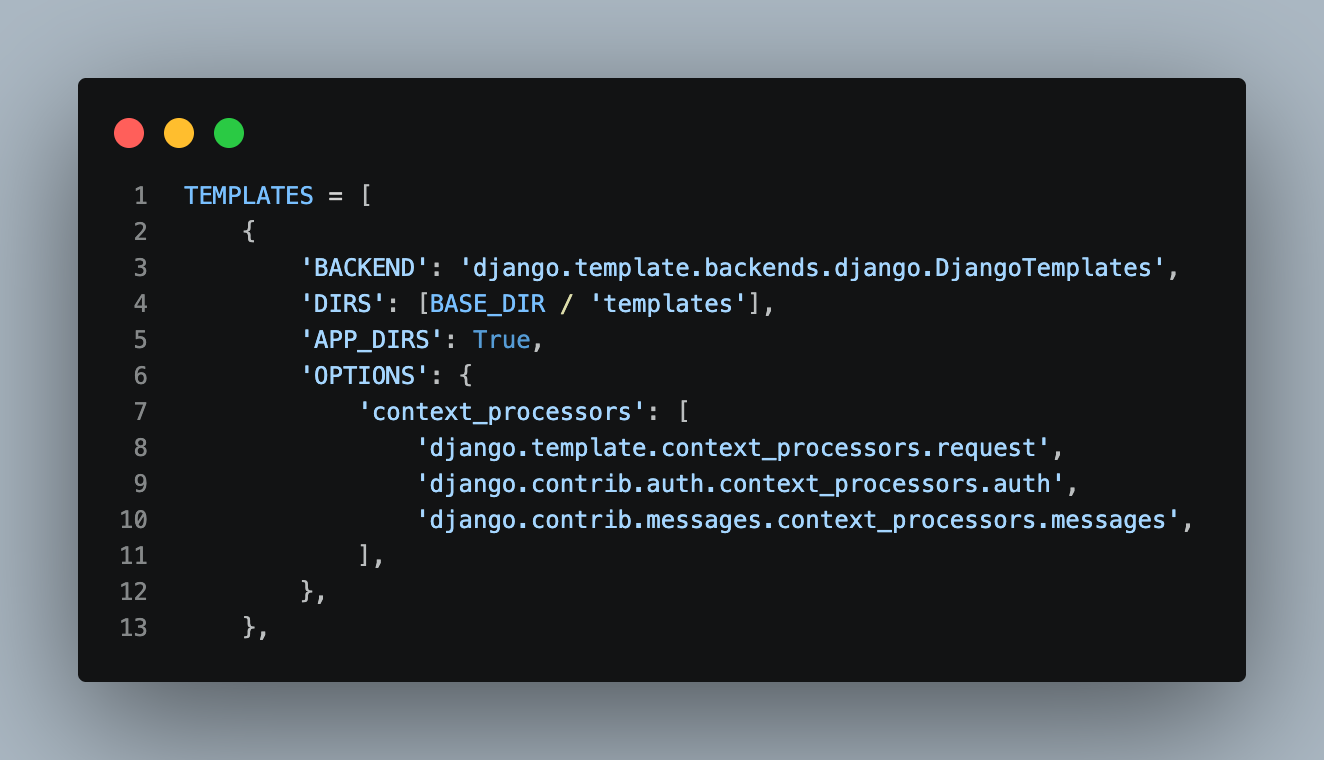 1 TEMPLATES = [
2     {
3         'BACKEND': 'django.template.backends.django.DjangoTemplates',
4         'DIRS': [BASE_DIR / 'templates'],
5         'APP_DIRS': True,
6         'OPTIONS': {
7             'context_processors': [
8                 'django.template.context_processors.request',
9                 'django.contrib.auth.context_processors.auth',
10                 'django.contrib.messages.context_processors.messages',
11             ],
12         },
13     },